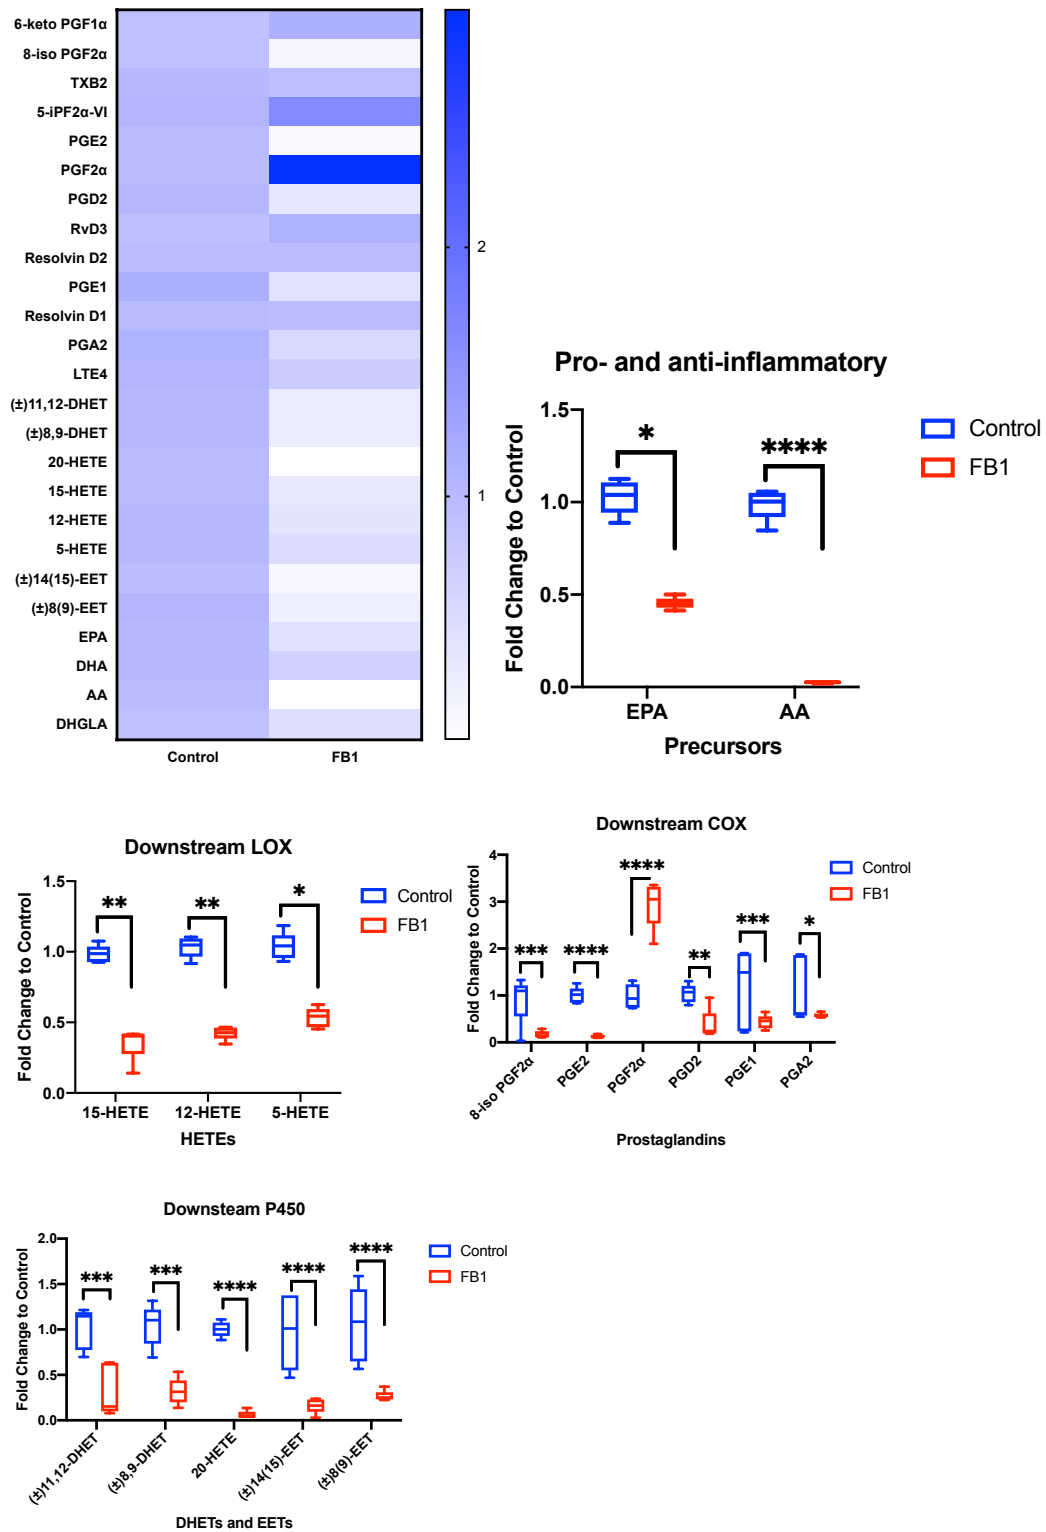 6-keto PGF1α
8-iso PGF2α
TXB2
5-iPF2α-VI
PGE2
PGF2α
PGD2
RvD3
Resolvin D2
PGE1
Resolvin D1
PGA2
LTE4
(±)11,12-DHET
(±)8,9-DHET
20-HETE
15-HETE
12-HETE
5-HETE
(±)14(15)-EET
(±)8(9)-EET
EPA
DHA
AA
DHGLA
Control FB1
2
1
Pro- and anti-inflammatory
Fold Change to Control
1.5
1.0
0.5
0.0
* ****
EPA AA
Precursors
Control
FB1
Downstream LOX
Fold Change to Control
1.5
1.0
0.5
0.0
** ** *
15-HETE 12-HETE 5-HETE
HETEs
Control
FB1
Downstream COX
Fold Change to Control
4
3
2
1
0
*** **** **** ** *** *
8-iso PGF2α PGE2 PGF2α PGD2 PGE1 PGA2
Prostaglandins
Control
FB1
Downsteam P450
Fold Change to Control
2.0
1.5
1.0
0.5
0.0
*** *** **** **** ****
(±)11,12-DHET (±)8,9-DHET 20-HETE (±)14(15)-EET (±)8(9)-EET
DHETs and EETs
Control
FB1